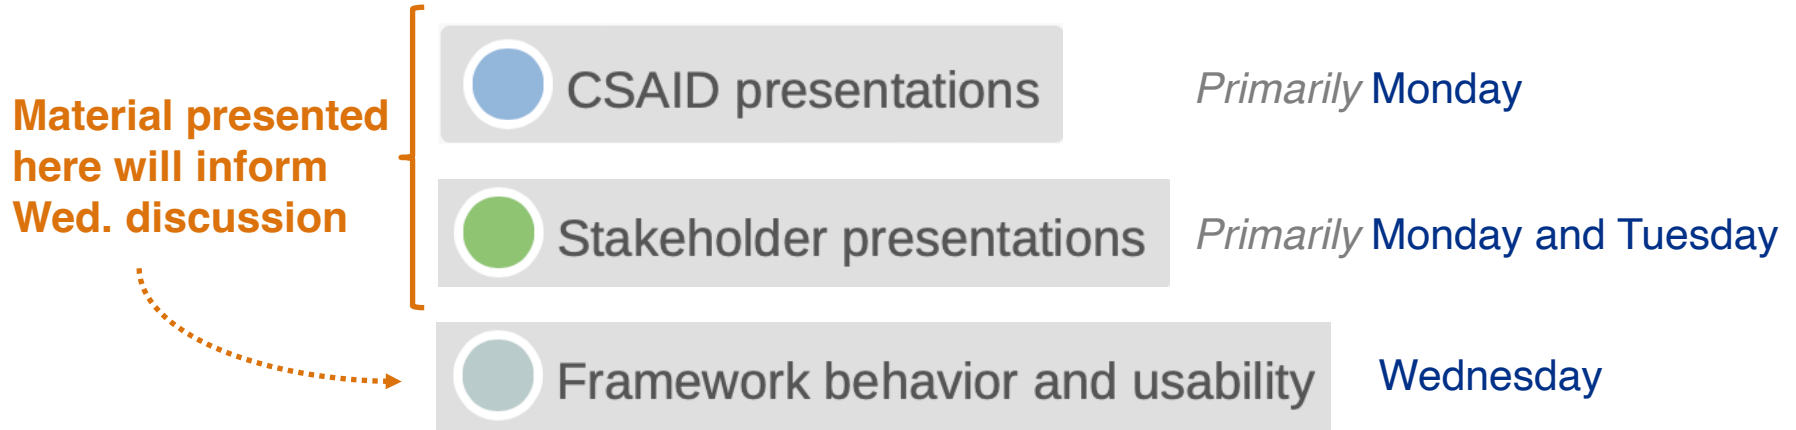 Material presented
here will inform
Wed. discussion
CSAID presentations
Primarily Monday
Stakeholder presentations
Primarily Monday and Tuesday
Framework behavior and usability
Wednesday